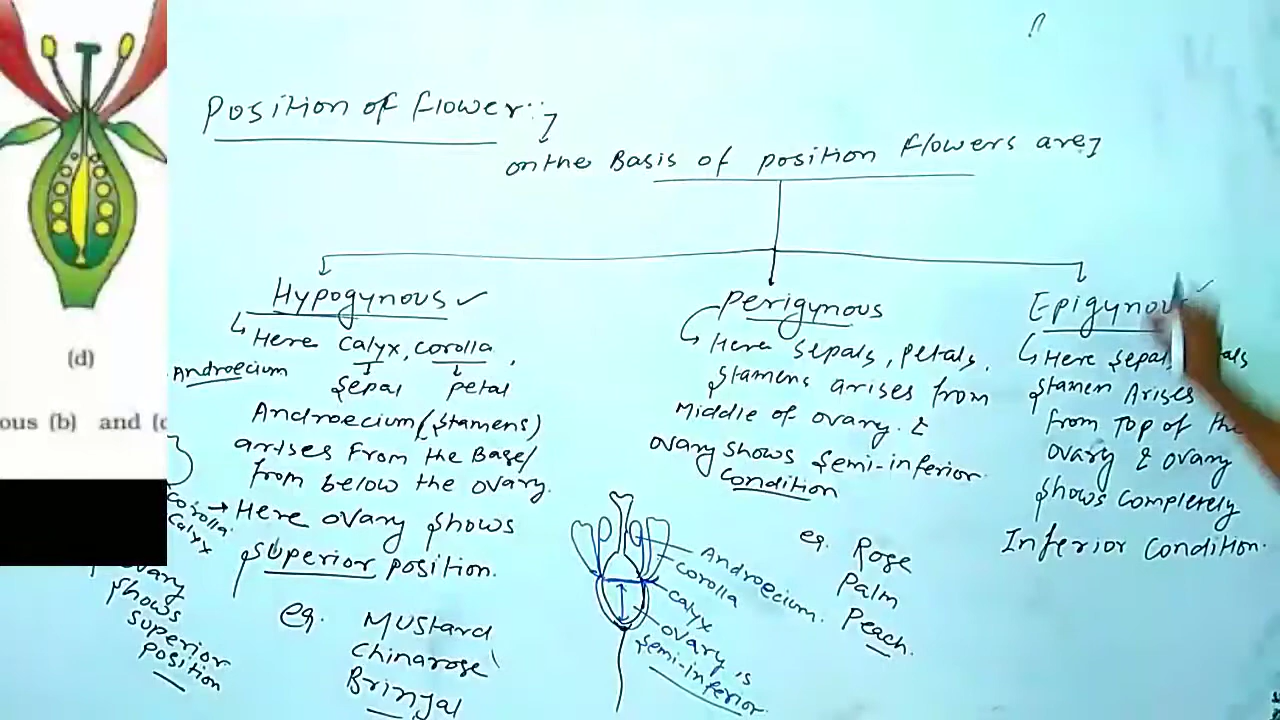 (d)
ous (b) and (c
Position of flower:-
on the Basis of position flowers are
Hypogynous ✓
Here calyx, corolla,
sepal petal
Androecium
Androecium (stamens)
arises from the Base/
from below the ovary.
→ Here ovary shows
superior position.
eg. Mustard
Chinarose
Brinjal
corolla
calyx
ovary
shows
superior
position
Perigynous
Here sepals, petals,
stamens arises from
Middle of ovary. &
ovary shows semi-inferior
condition
eg. Rose
Palm
Peach.
Androecium.
corolla
calyx
ovary is
semi-inferior.
Epigynous
Here sepals
stamen Arises
from Top of the
ovary & ovary
shows completely
Inferior condition.